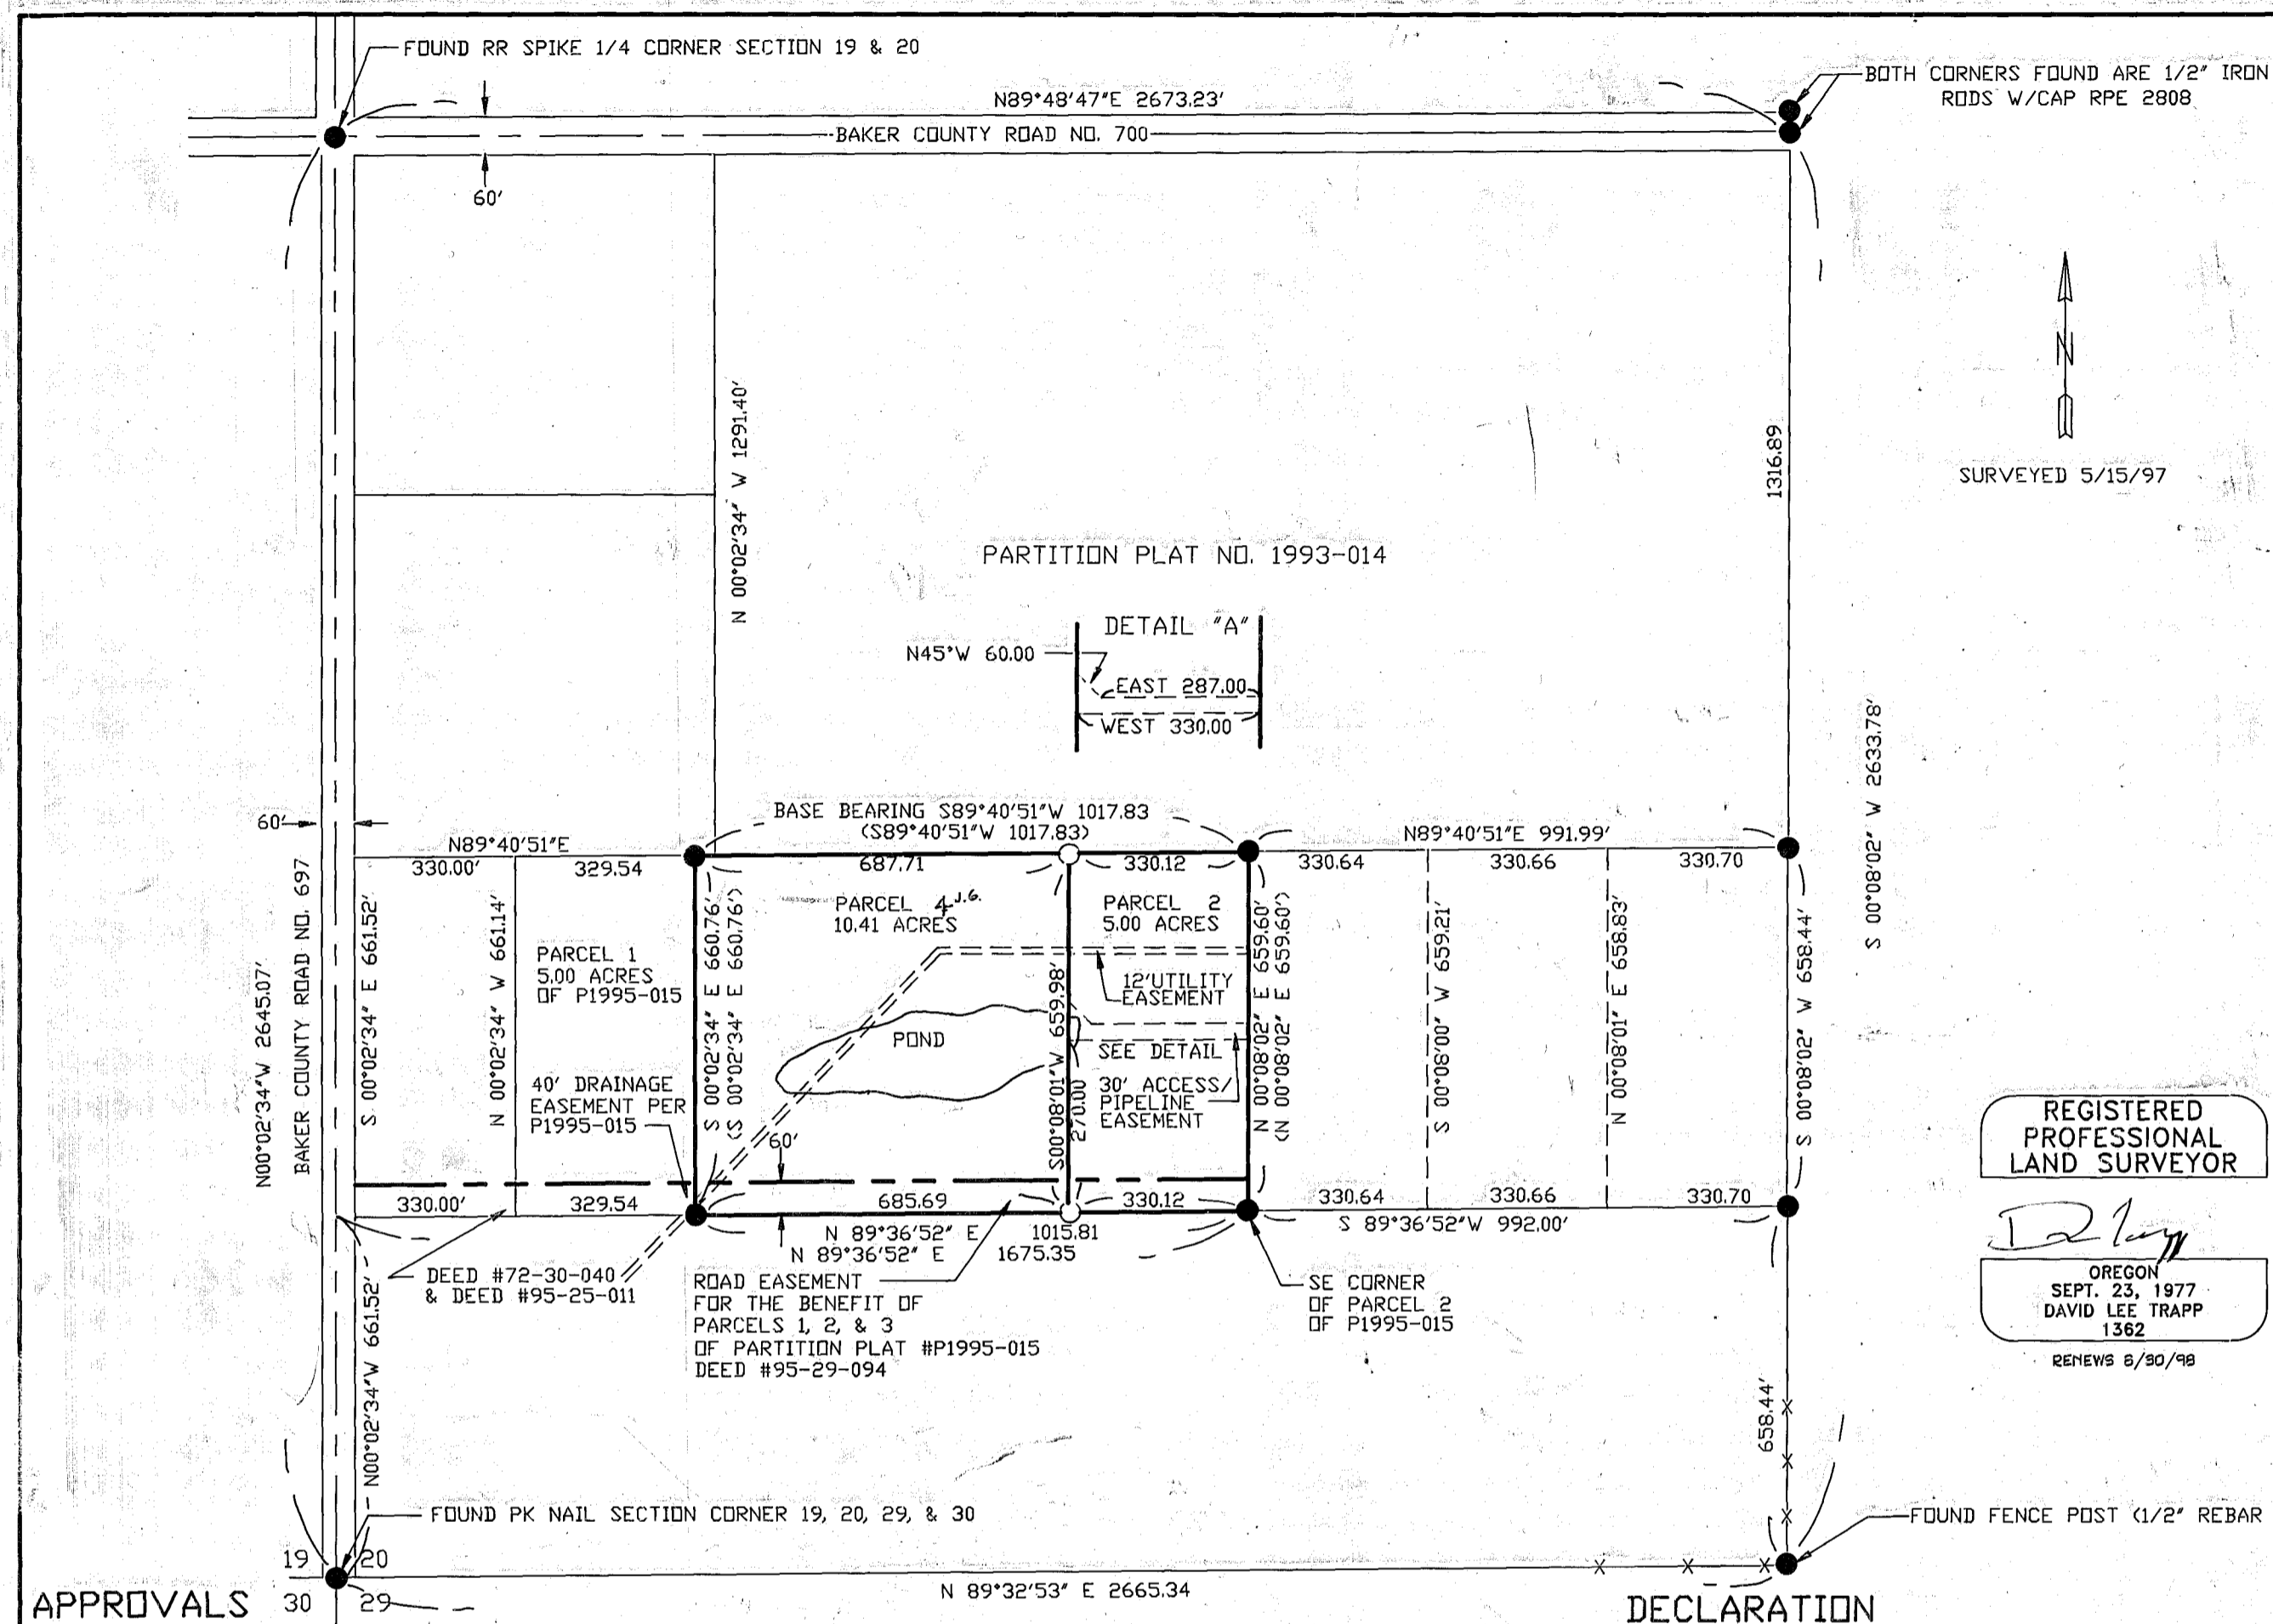 FOUND RR SPIKE 1/4 CORNER SECTION 19 & 20
BOTH CORNERS FOUND ARE 1/2" IRON
RODS W/CAP RPE 2808
N89°48'47"E 2673.23'
BAKER COUNTY ROAD NO. 700
60'
N 00°02'34" W 1291.40'
1316.89
N
SURVEYED 5/15/97
PARTITION PLAT NO. 1993-014
DETAIL "A"
N45°W 60.00
EAST 287.00
WEST 330.00
S 00°08'02" W 2633.78'
60'
BASE BEARING S89°40'51"W 1017.83
(S89°40'51"W 1017.83)
N89°40'51"E
N89°40'51"E 991.99'
330.00'
329.54
687.71
330.12
330.64
330.66
330.70
N00°02'34"W 2645.07'
BAKER COUNTY ROAD NO. 697
S 00°02'34" E 661.52'
N 00°02'34" W 661.14'
PARCEL 1
5.00 ACRES
OF P1995-015
S 00°02'34" E 660.76'
(S 00°02'34" E 660.76')
PARCEL 4 J.G.
10.41 ACRES
PARCEL 2
5.00 ACRES
12'UTILITY
EASEMENT
POND
SEE DETAIL
S00°08'01"W 659.98'
270.00
30' ACCESS/
PIPELINE
EASEMENT
N 00°08'02" E 659.60'
(N 00°08'02" E 659.60')
S 00°08'00" W 659.21'
N 00°08'01" E 658.83'
S 00°08'02" W 658.44'
40' DRAINAGE
EASEMENT PER
P1995-015
60'
330.00'
329.54
685.69
330.12
330.64
330.66
330.70
N 89°36'52" E 1015.81
N 89°36'52" E 1675.35
S 89°36'52"W 992.00'
DEED #72-30-040
& DEED #95-25-011
ROAD EASEMENT
FOR THE BENEFIT OF
PARCELS 1, 2, & 3
OF PARTITION PLAT #P1995-015
DEED #95-29-094
SE CORNER
OF PARCEL 2
OF P1995-015
REGISTERED
PROFESSIONAL
LAND SURVEYOR
OREGON
SEPT. 23, 1977
DAVID LEE TRAPP
1362
RENEWS 6/30/98
N00°02'34"W 661.52'
658.44'
FOUND PK NAIL SECTION CORNER 19, 20, 29, & 30
FOUND FENCE POST (1/2" REBAR
19
20
30
29
N 89°32'53" E 2665.34
APPROVALS
DECLARATION